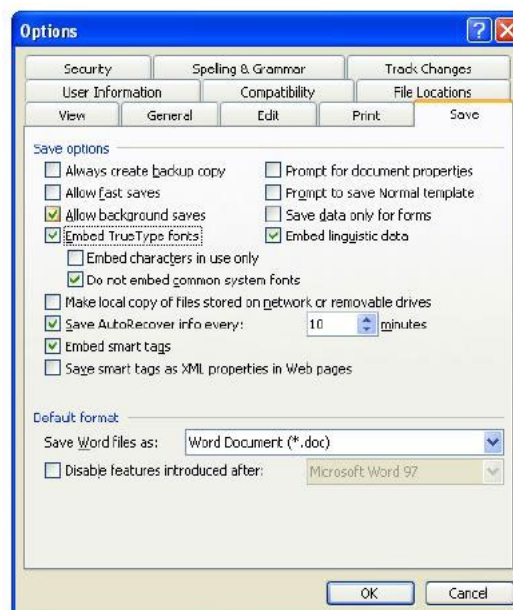 Options
Security Spelling & Grammar Track Changes
User Information Compatibility File Locations
View General Edit Print Save
Save options
Always create backup copy Prompt for document properties
Allow fast saves Prompt to save Normal template
Allow background saves Save data only for forms
Embed TrueType fonts Embed linguistic data
Embed characters in use only
Do not embed common system fonts
Make local copy of files stored on network or removable drives
Save AutoRecover info every: 10 minutes
Embed smart tags
Save smart tags as XML properties in Web pages
Default format
Save Word files as: Word Document (*.doc)
Disable features introduced after: Microsoft Word 97
OK Cancel